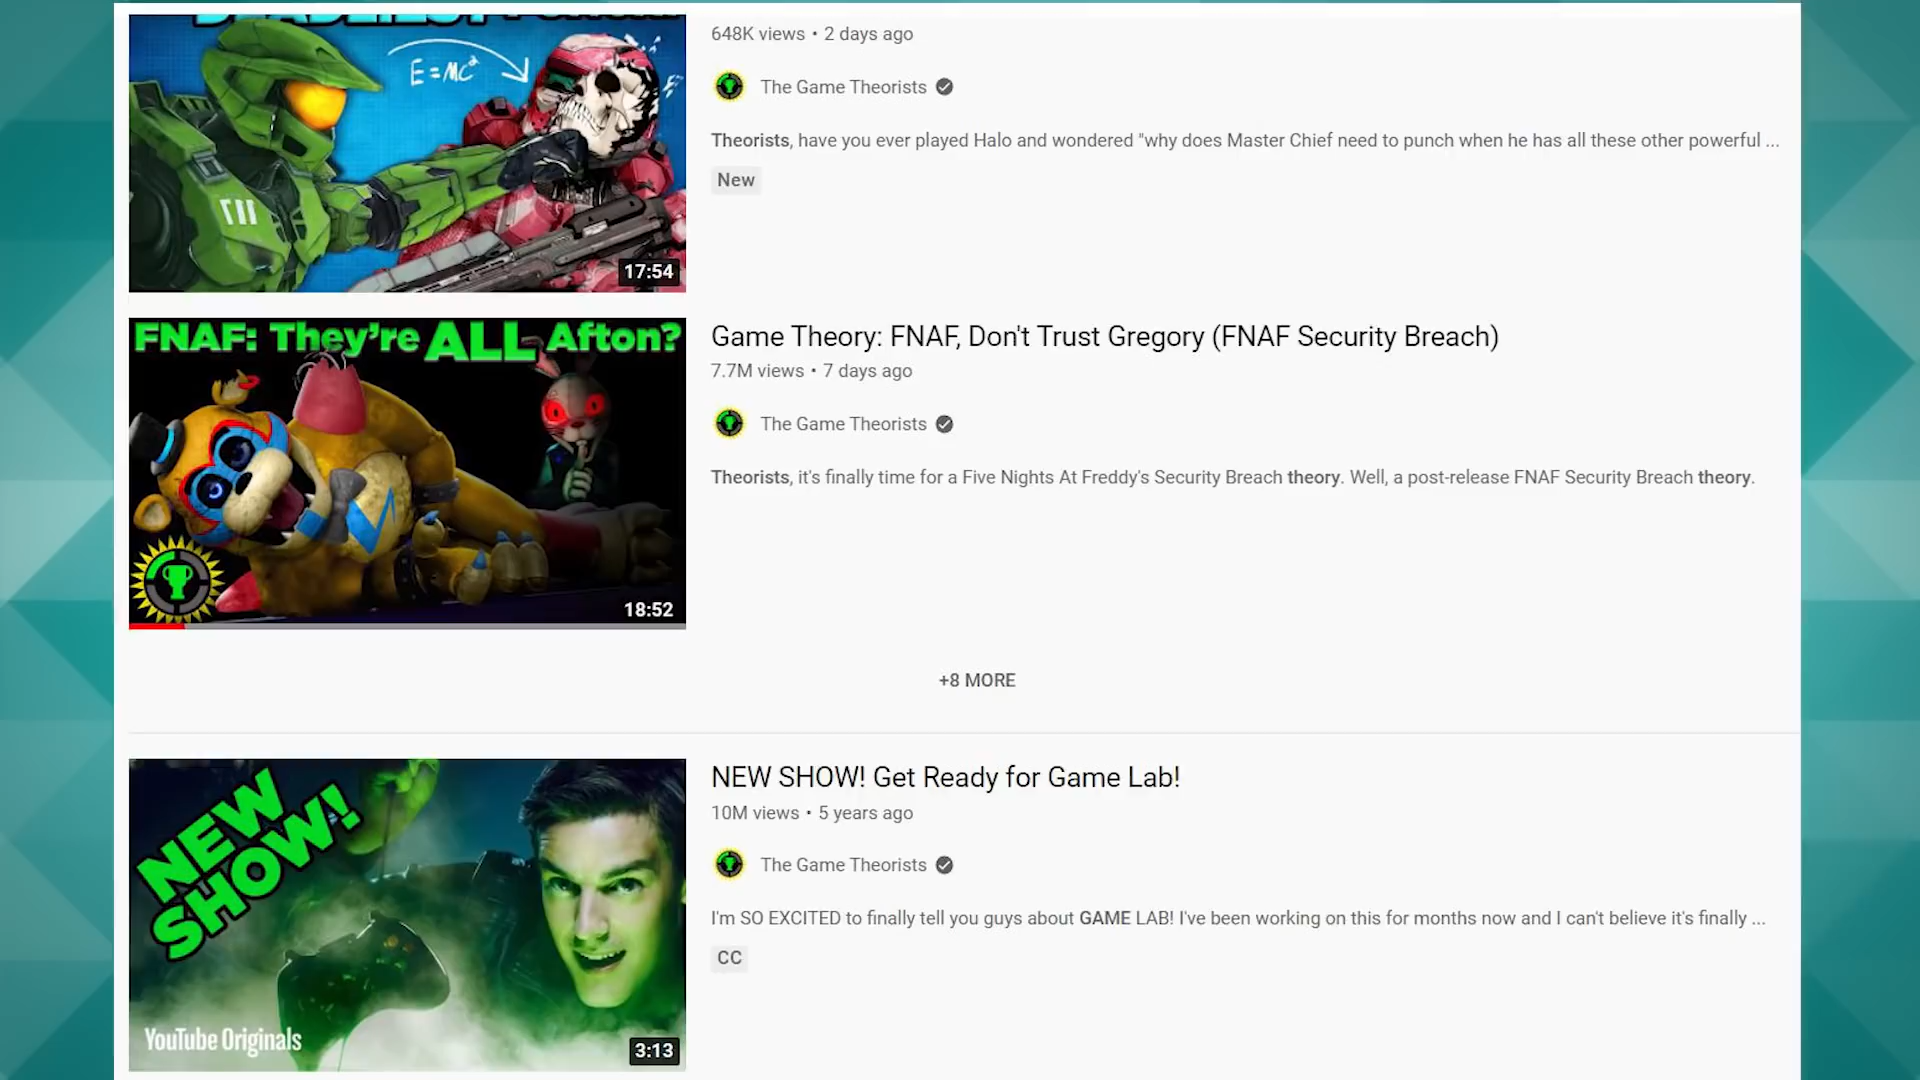 E=MC²
17:54
648K views • 2 days ago
The Game Theorists
Theorists, have you ever played Halo and wondered "why does Master Chief need to punch when he has all these other powerful ...
New
FNAF: They're ALL Afton?
18:52
Game Theory: FNAF, Don't Trust Gregory (FNAF Security Breach)
7.7M views • 7 days ago
The Game Theorists
Theorists, it's finally time for a Five Nights At Freddy's Security Breach theory. Well, a post-release FNAF Security Breach theory.
+8 MORE
NEW
SHOW!
YouTube Originals
3:13
NEW SHOW! Get Ready for Game Lab!
10M views • 5 years ago
The Game Theorists
I'm SO EXCITED to finally tell you guys about GAME LAB! I've been working on this for months now and I can't believe it's finally ...
CC